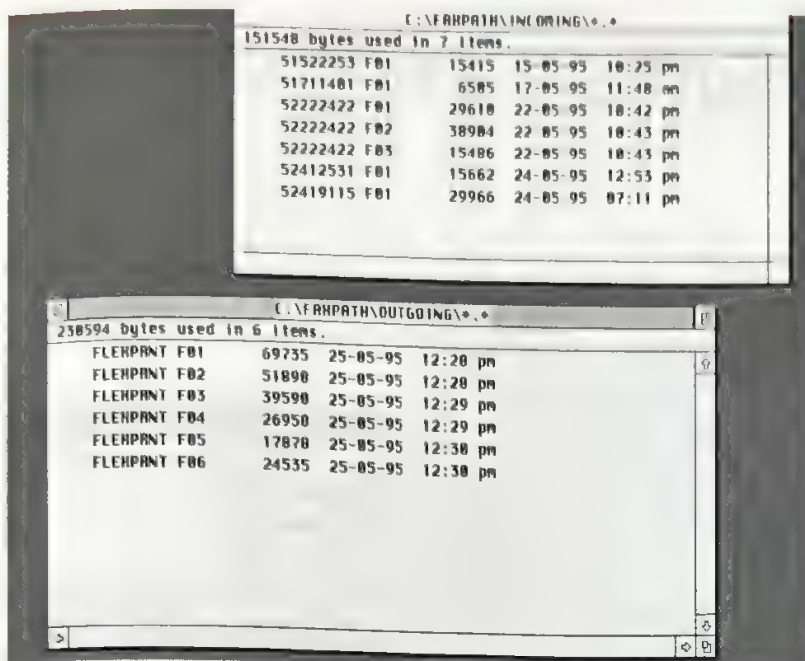 C:\FAXPATH\INCOMING\*.*
151548 bytes used in 7 items.
51522253 F01 15415 15-05-95 10:25 pm
51711481 F01 6505 17-05-95 11:48 am
52222422 F01 29610 22-05-95 10:42 pm
52222422 F02 38904 22-05-95 10:43 pm
52222422 F03 15486 22-05-95 10:43 pm
52412531 F01 15662 24-05-95 12:53 pm
52419115 F01 29966 24-05-95 07:11 pm
C:\FAXPATH\OUTGOING\*.*
230594 bytes used in 6 items.
FLEXPRNT F01 69735 25-05-95 12:28 pm
FLEXPRNT F02 51898 25-05-95 12:28 pm
FLEXPRNT F03 39598 25-05-95 12:29 pm
FLEXPRNT F04 26950 25-05-95 12:29 pm
FLEXPRNT F05 17878 25-05-95 12:30 pm
FLEXPRNT F06 24535 25-05-95 12:30 pm